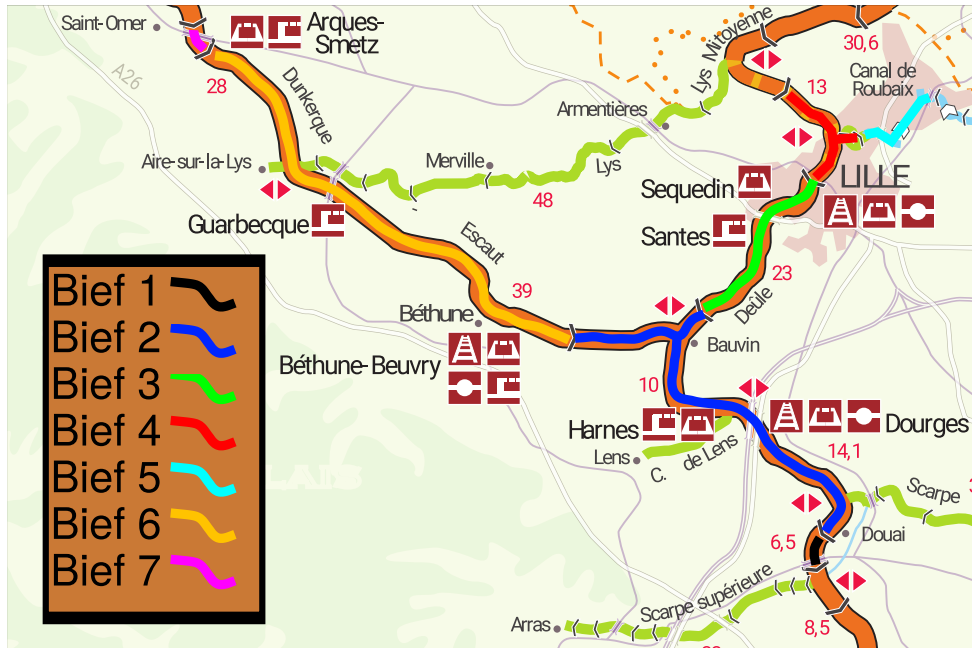 Saint-Omer
Arques-
Smetz
A26
28
Dunkerque
Lys Mitoyenne
30,6
13
Canal de
Roubaix
Armentières
Aire-sur-la-Lys
Merville
Lys
48
Guarbecque
Sequedin
LILLE
Santes
Escaut
23
39
Deûle
Béthune
Bauvin
Béthune-Beuvry
10
Harnes
Dourges
Lens
C. de Lens
14,1
Scarpe
6,5
Douai
Scarpe supérieure
Arras
8,5
Bief 1
Bief 2
Bief 3
Bief 4
Bief 5
Bief 6
Bief 7